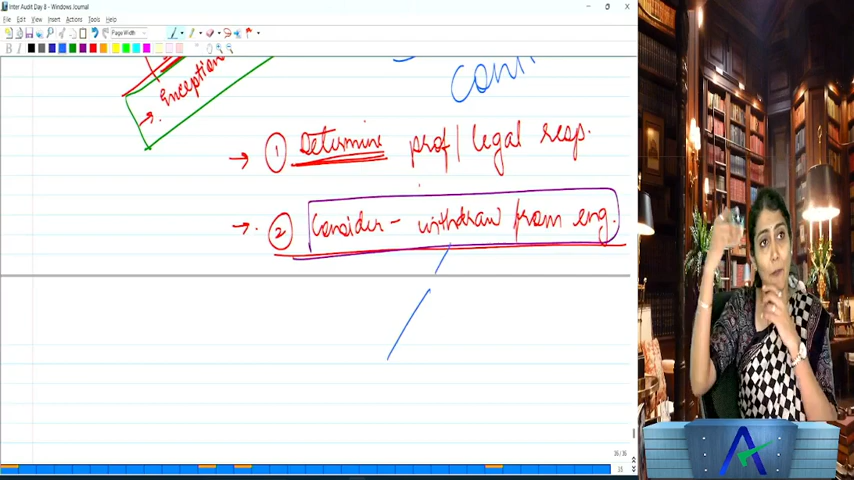 Inter Audit Day 8 - Windows Journal
File Edit View Insert Actions Tools Help
Page Width
B I
→ Inception
Cont
→ ① Determine prof/legal resp.
→ ② Consider - withdraw from eng.